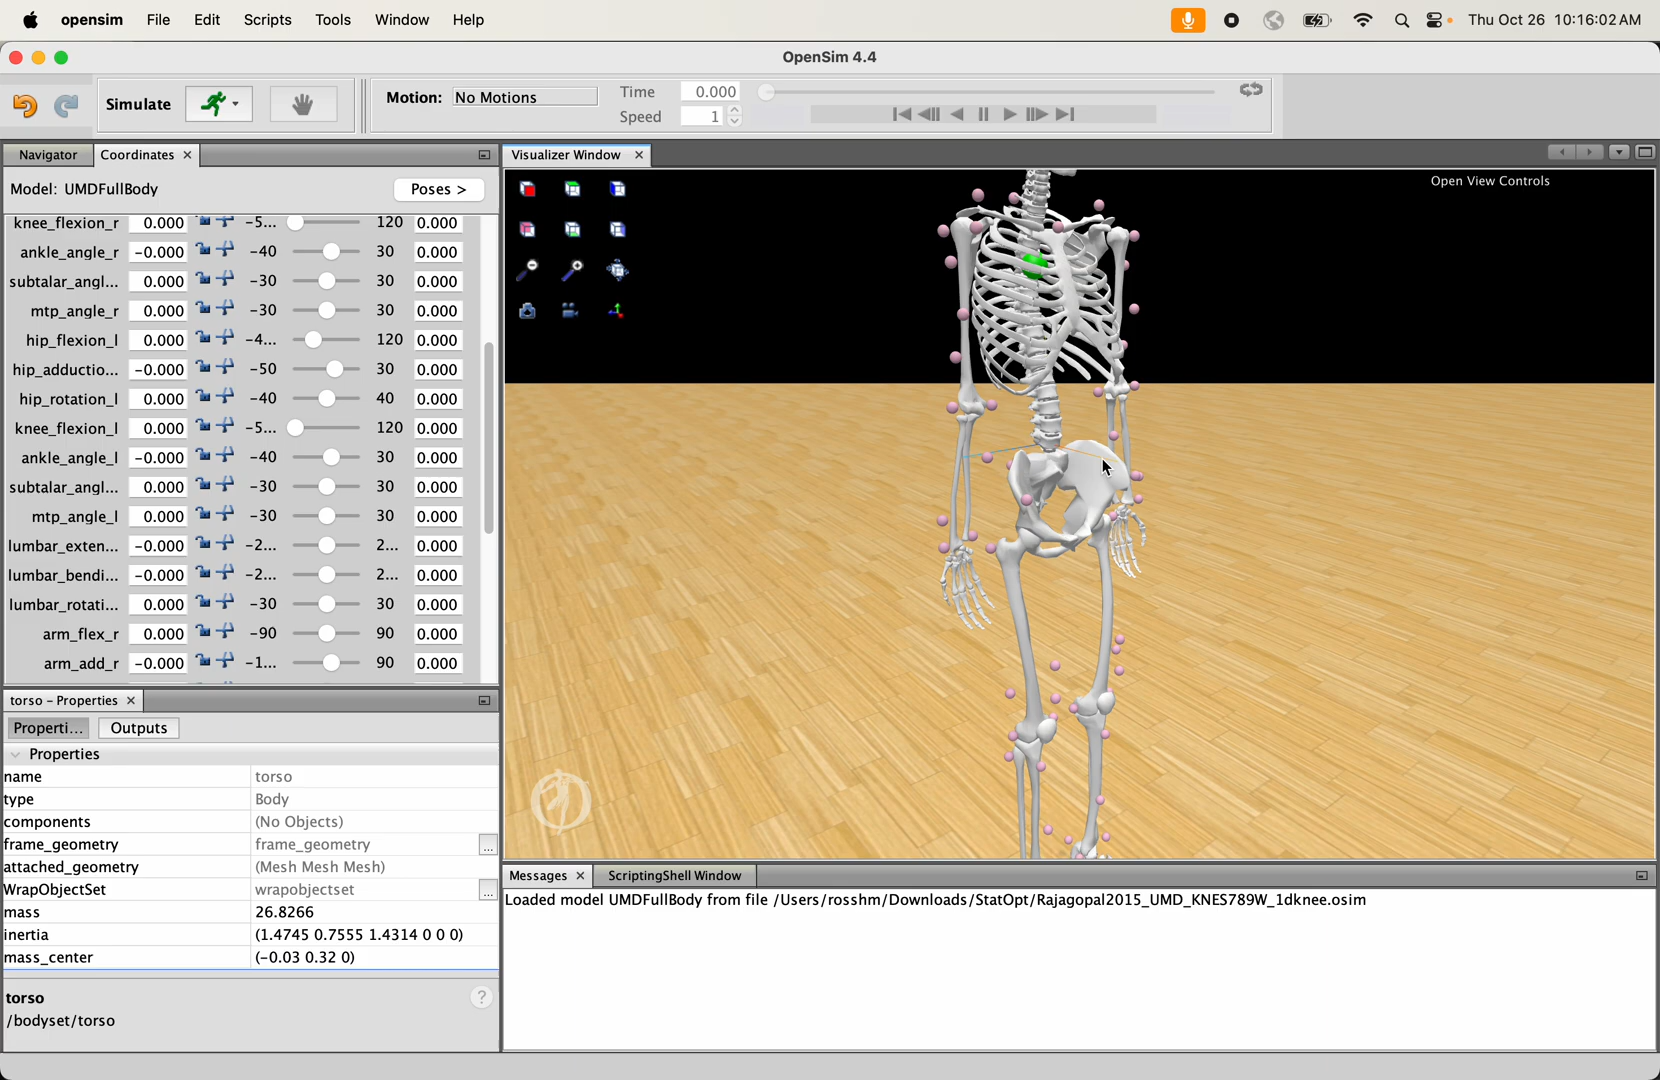 opensim File Edit Scripts Tools Window Help Thu Oct 26 10:16:02 AM
OpenSim 4.4
Simulate Motion: No Motions Time 0.000
Speed 1
Navigator Coordinates × Visualizer Window ×
Open View Controls
Model: UMDFullBody Poses >
knee_flexion_r 0.000 -5... 120 0.000
ankle_angle_r -0.000 -40 30 0.000
subtalar_angl... 0.000 -30 30 0.000
mtp_angle_r 0.000 -30 30 0.000
hip_flexion_l 0.000 -4... 120 0.000
hip_adductio... -0.000 -50 30 0.000
hip_rotation_l 0.000 -40 40 0.000
knee_flexion_l 0.000 -5... 120 0.000
ankle_angle_l -0.000 -40 30 0.000
subtalar_angl... 0.000 -30 30 0.000
mtp_angle_l 0.000 -30 30 0.000
lumbar_exten... -0.000 -2... 2... 0.000
lumbar_bendi... -0.000 -2... 2... 0.000
lumbar_rotati... 0.000 -30 30 0.000
arm_flex_r 0.000 -90 90 0.000
arm_add_r -0.000 -1... 90 0.000
torso - Properties ×
Properti... Outputs
Properties
name torso
type Body
components (No Objects)
frame_geometry frame_geometry ...
attached_geometry (Mesh Mesh Mesh)
WrapObjectSet wrapobjectset ...
mass 26.8266
inertia (1.4745 0.7555 1.4314 0 0 0)
mass_center (-0.03 0.32 0)
torso ?
/bodyset/torso
Messages × ScriptingShell Window
Loaded model UMDFullBody from file /Users/rosshm/Downloads/StatOpt/Rajagopal2015_UMD_KNES789W_1dknee.osim